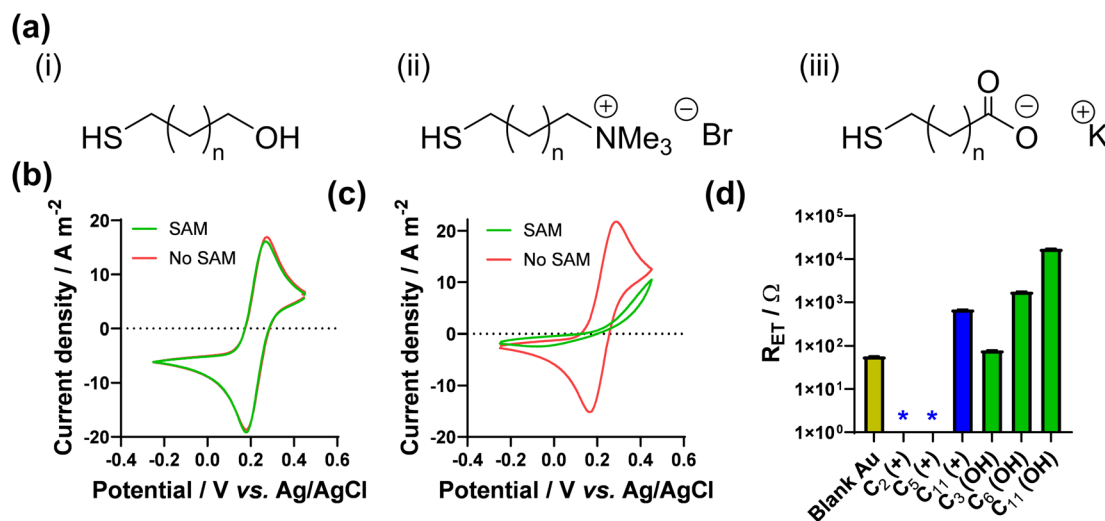 (a)
(i)
(ii)
(iii)
HS
n
OH
HS
n
NMe3
+
−
Br
HS
n
O
O
−
+
K
(b)
Current density / A m-2
20
10
0
-10
-20
SAM
No SAM
-0.4 -0.2 0.0 0.2 0.4 0.6
Potential / V vs. Ag/AgCl
(c)
Current density / A m-2
20
10
0
-10
-20
SAM
No SAM
-0.4 -0.2 0.0 0.2 0.4 0.6
Potential / V vs. Ag/AgCl
(d)
RET / Ω
1×10^5
1×10^4
1×10^3
1×10^2
1×10^1
1×10^0
* *
Blank Au
C2 (+)
C5 (+)
C11 (+)
C3 (OH)
C6 (OH)
C11 (OH)